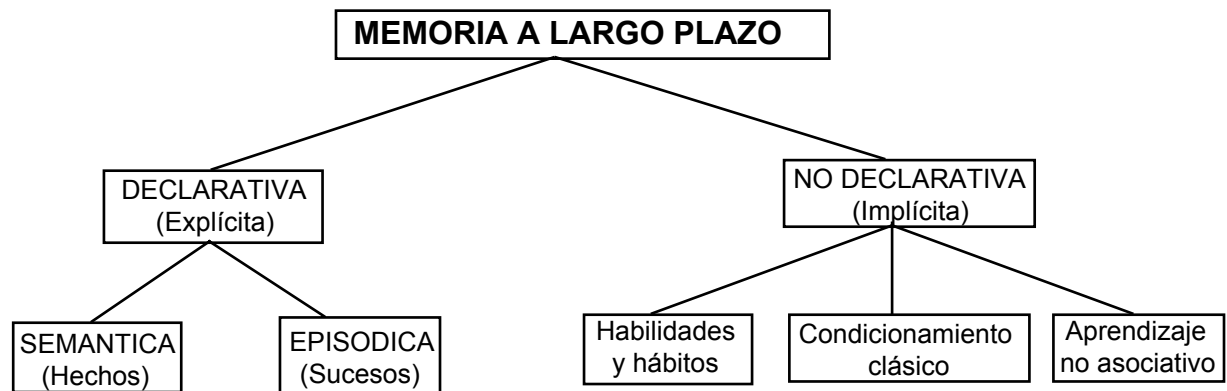 MEMORIA A LARGO PLAZO
DECLARATIVA
(Explícita)
NO DECLARATIVA
(Implícita)
SEMANTICA
(Hechos)
EPISODICA
(Sucesos)
Habilidades
y hábitos
Condicionamiento
clásico
Aprendizaje
no asociativo